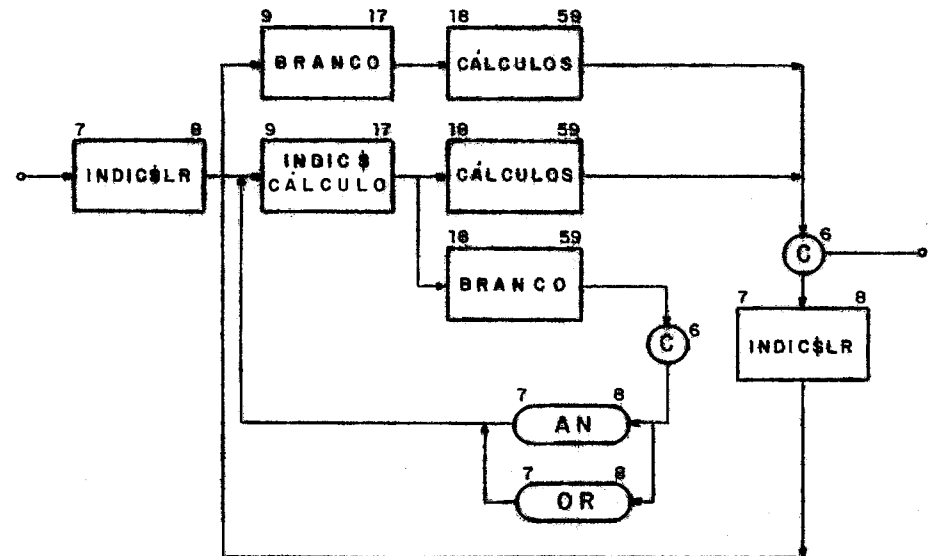 9 17
BRANCO
18 59
CÁLCULOS
7 8
INDIC$LR
9 17
INDIC$
CÁLCULO
18 59
CÁLCULOS
18 59
BRANCO
C 6
C 6
7 8
INDIC$LR
7 8
AN
7 8
OR